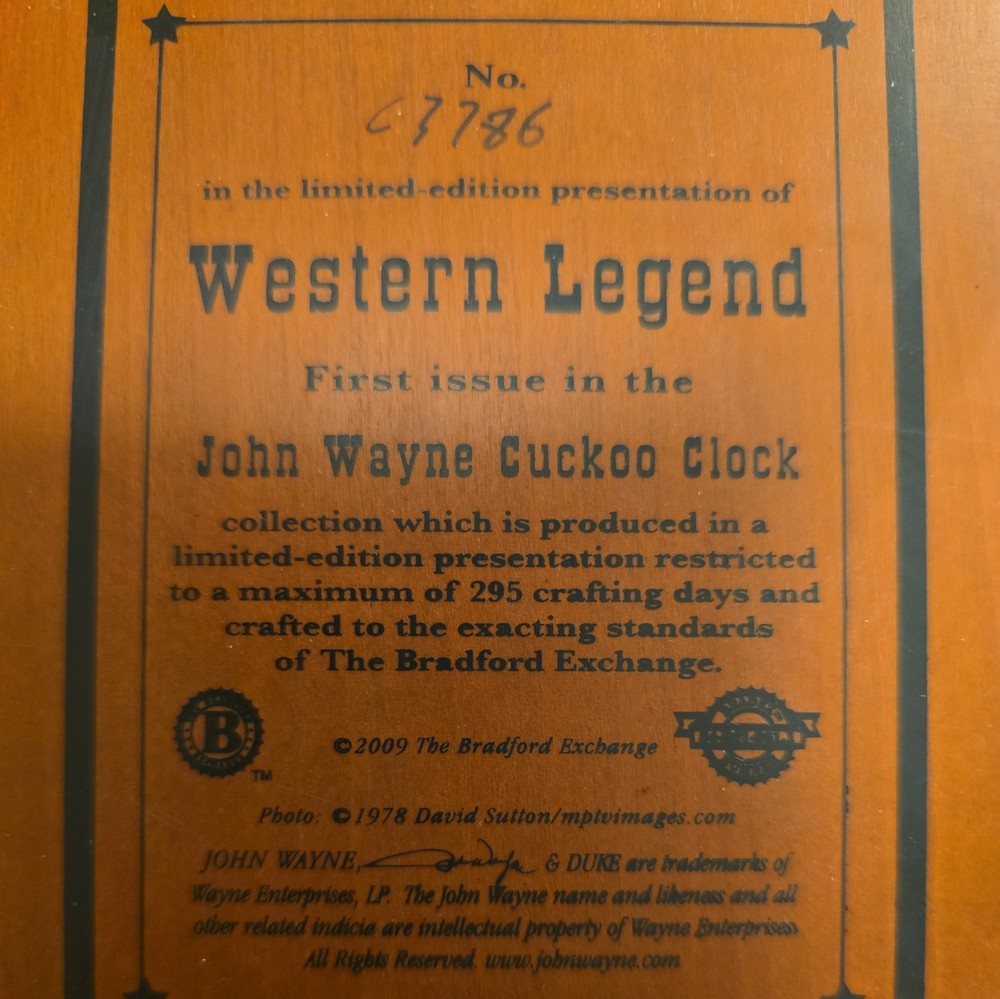 No.
C3786
in the limited-edition presentation of
Western Legend
First issue in the
John Wayne Cuckoo Clock
collection which is produced in a
limited-edition presentation restricted
to a maximum of 295 crafting days and
crafted to the exacting standards
of The Bradford Exchange.
B
TM
©2009 The Bradford Exchange
Photo: ©1978 David Sutton/mptvimages.com
JOHN WAYNE, & DUKE are trademarks of
Wayne Enterprises, LP. The John Wayne name and likeness and all
other related indicia are intellectual property of Wayne Enterprises.
All Rights Reserved. www.johnwayne.com